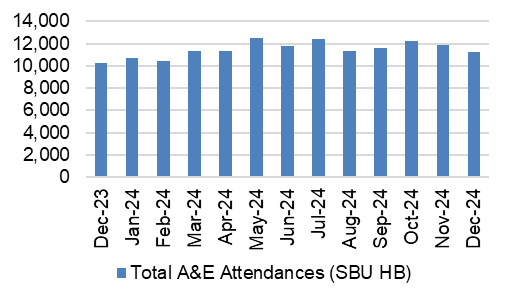 14,000
12,000
10,000
8,000
6,000
4,000
2,000
0
Dec-23
Jan-24
Feb-24
Mar-24
Apr-24
May-24
Jun-24
Jul-24
Aug-24
Sep-24
Oct-24
Nov-24
Dec-24
Total A&E Attendances (SBU HB)